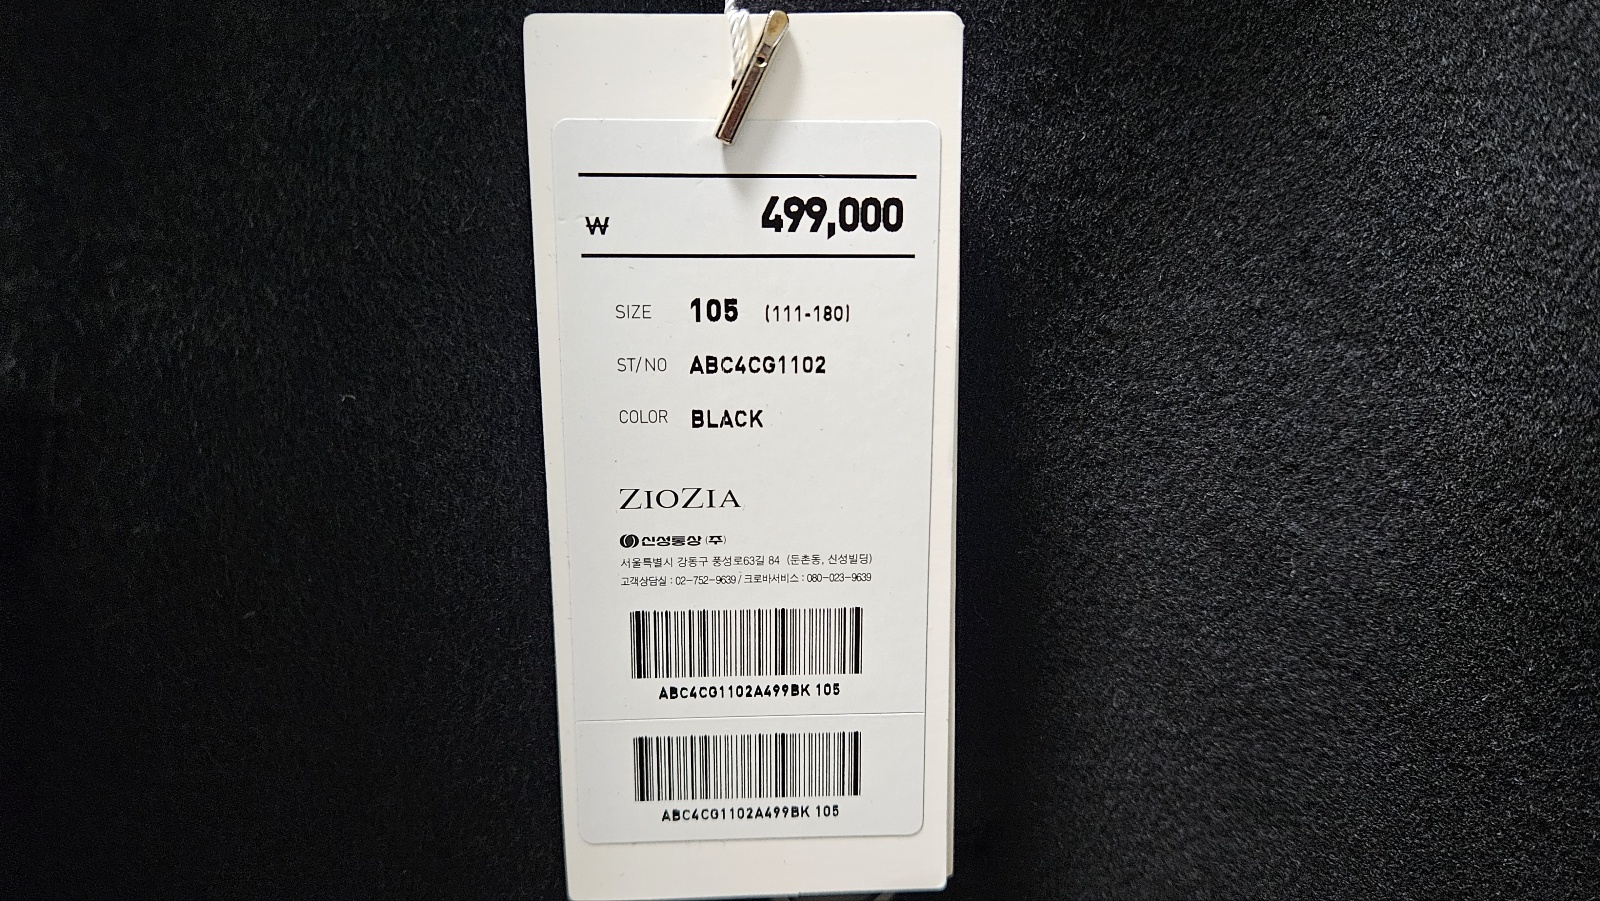 ₩ 499,000
SIZE 105 (111-180)
ST/NO ABC4CG1102
COLOR BLACK
ZIOZIA
신성통상 (주)
서울특별시 강동구 풍성로63길 84 (둔촌동, 신성빌딩)
고객상담실 : 02-752-9639 / 크로바서비스 : 080-023-9639
ABC4CG1102A499BK 105
ABC4CG1102A499BK 105